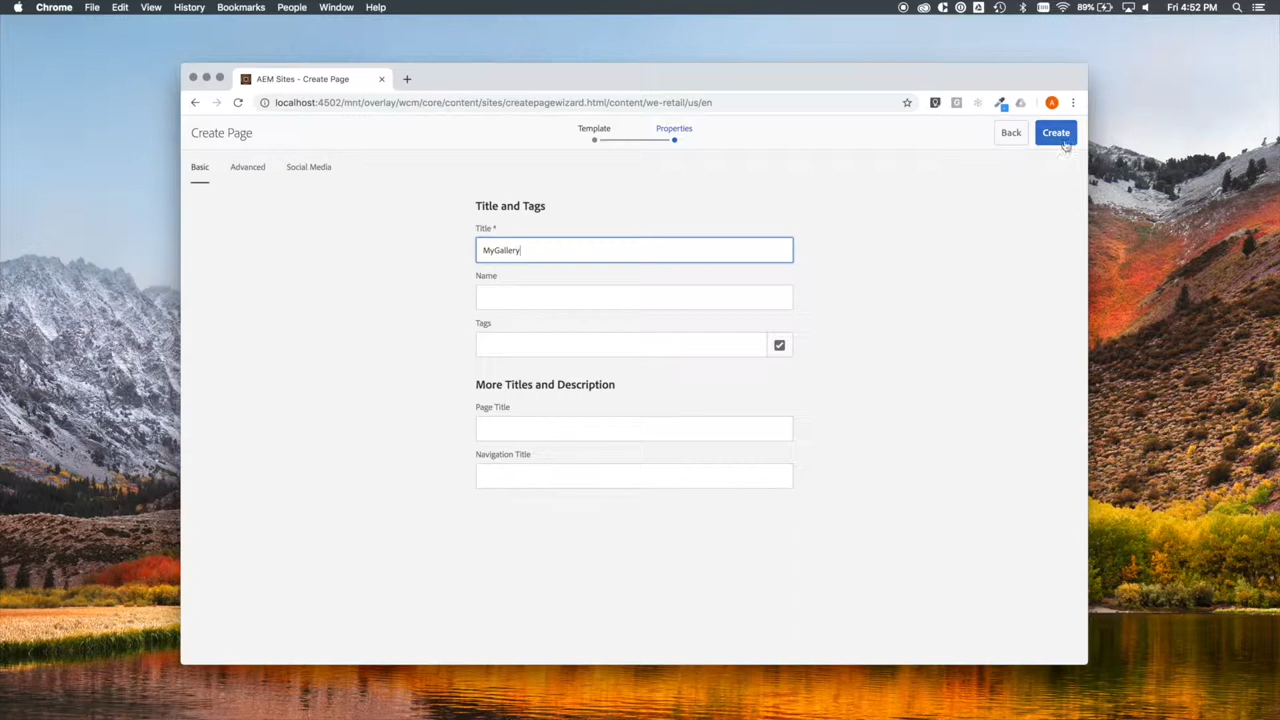 Chrome File Edit View History Bookmarks People Window Help 89% Fri 4:52 PM
AEM Sites - Create Page
localhost:4502/mnt/overlay/wcm/core/content/sites/createpagewizard.html/content/we-retail/us/en
A
Create Page Template Properties Back Create
Basic Advanced Social Media
Title and Tags
Title *
MyGallery
Name
Tags
More Titles and Description
Page Title
Navigation Title